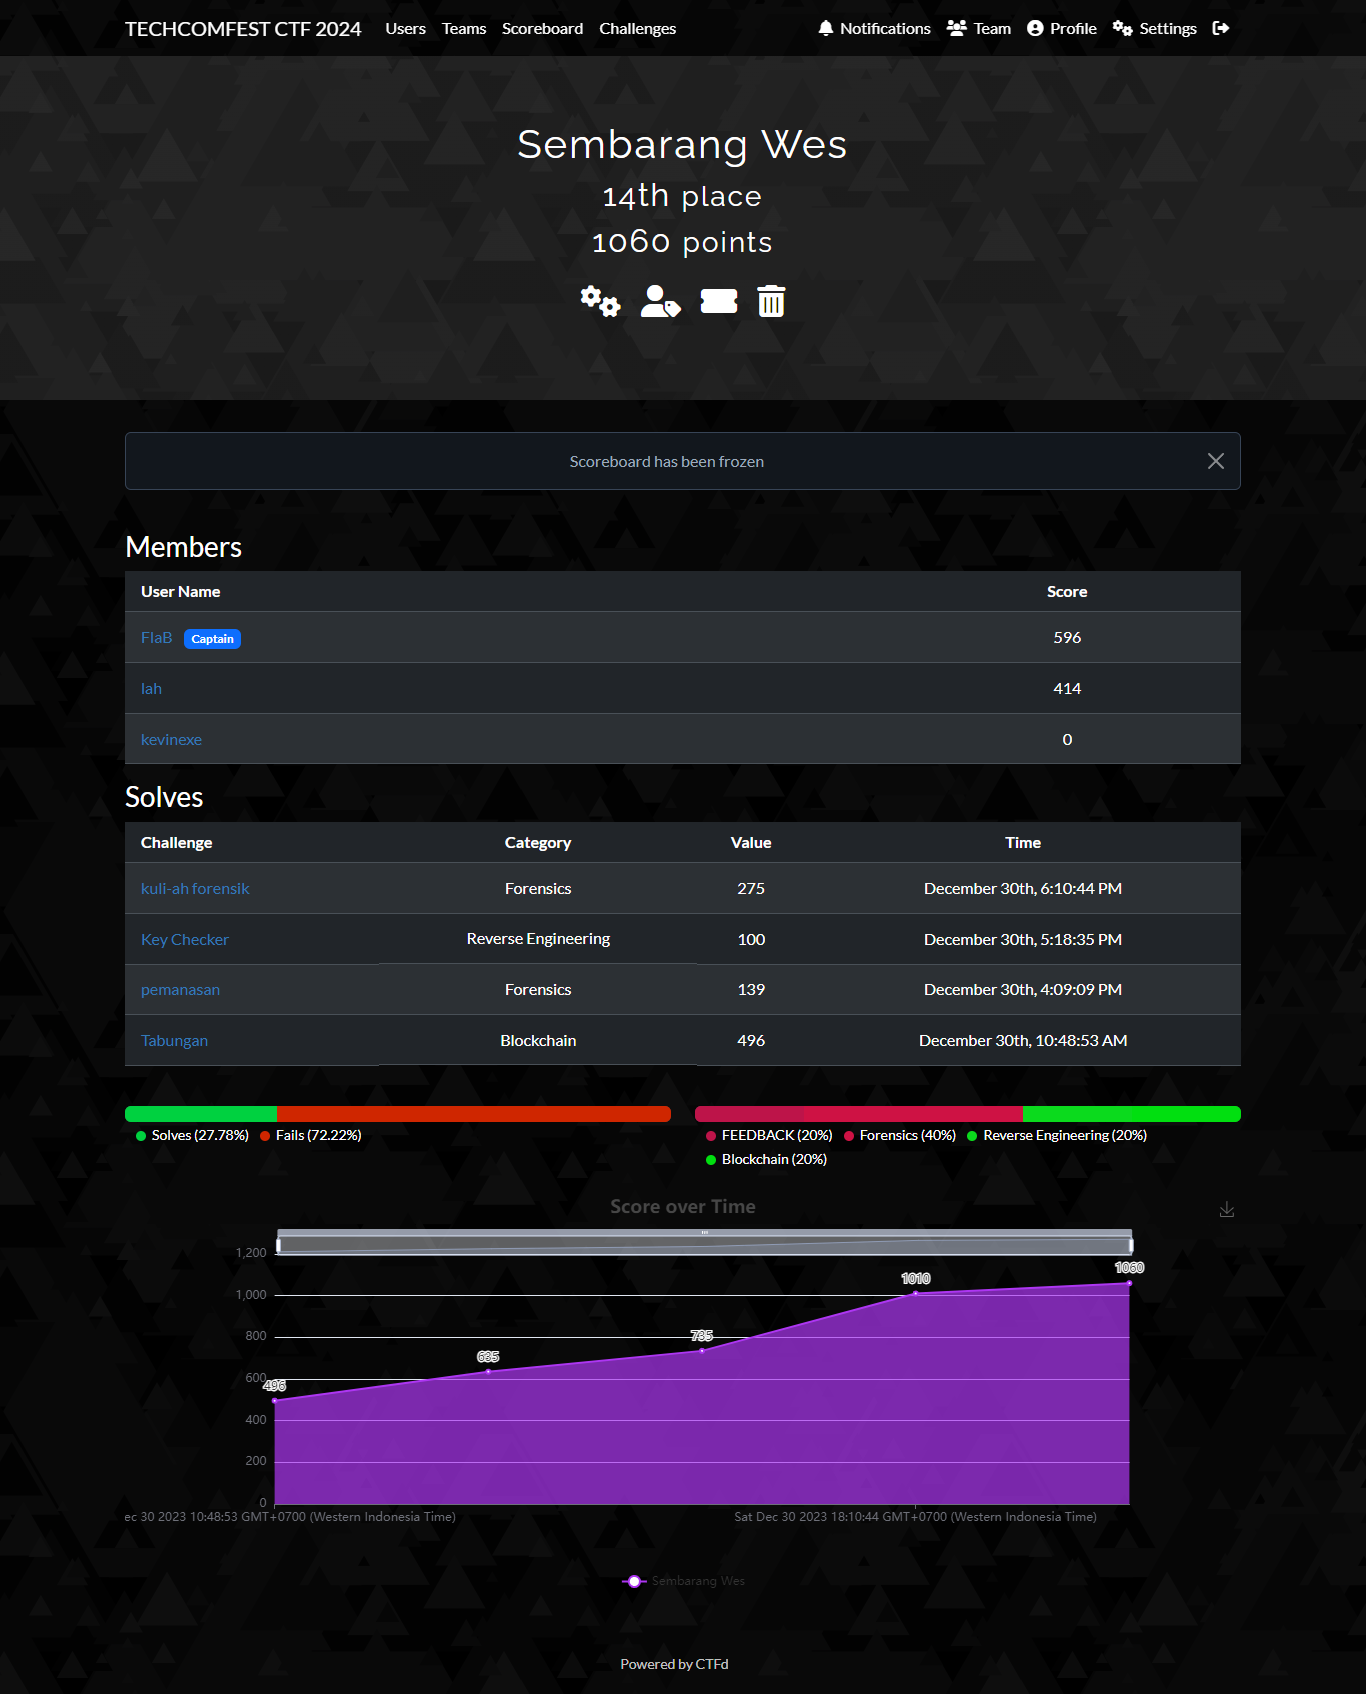 TECHCOMFEST CTF 2024 Users Teams Scoreboard Challenges Notifications Team Profile Settings
Sembarang Wes
14th place
1060 points
Scoreboard has been frozen
Members
User Name Score
FlaB Captain 596
lah 414
kevinexe 0
Solves
Challenge Category Value Time
kuli-ah forensik Forensics 275 December 30th, 6:10:44 PM
Key Checker Reverse Engineering 100 December 30th, 5:18:35 PM
pemanasan Forensics 139 December 30th, 4:09:09 PM
Tabungan Blockchain 496 December 30th, 10:48:53 AM
Solves (27.78%) Fails (72.22%)
FEEDBACK (20%) Forensics (40%) Reverse Engineering (20%)
Blockchain (20%)
Score over Time
1,200
1060
1010
1,000
800
735
635
600
496
400
200
0
ec 30 2023 10:48:53 GMT+0700 (Western Indonesia Time) Sat Dec 30 2023 18:10:44 GMT+0700 (Western Indonesia Time)
Sembarang Wes
Powered by CTFd